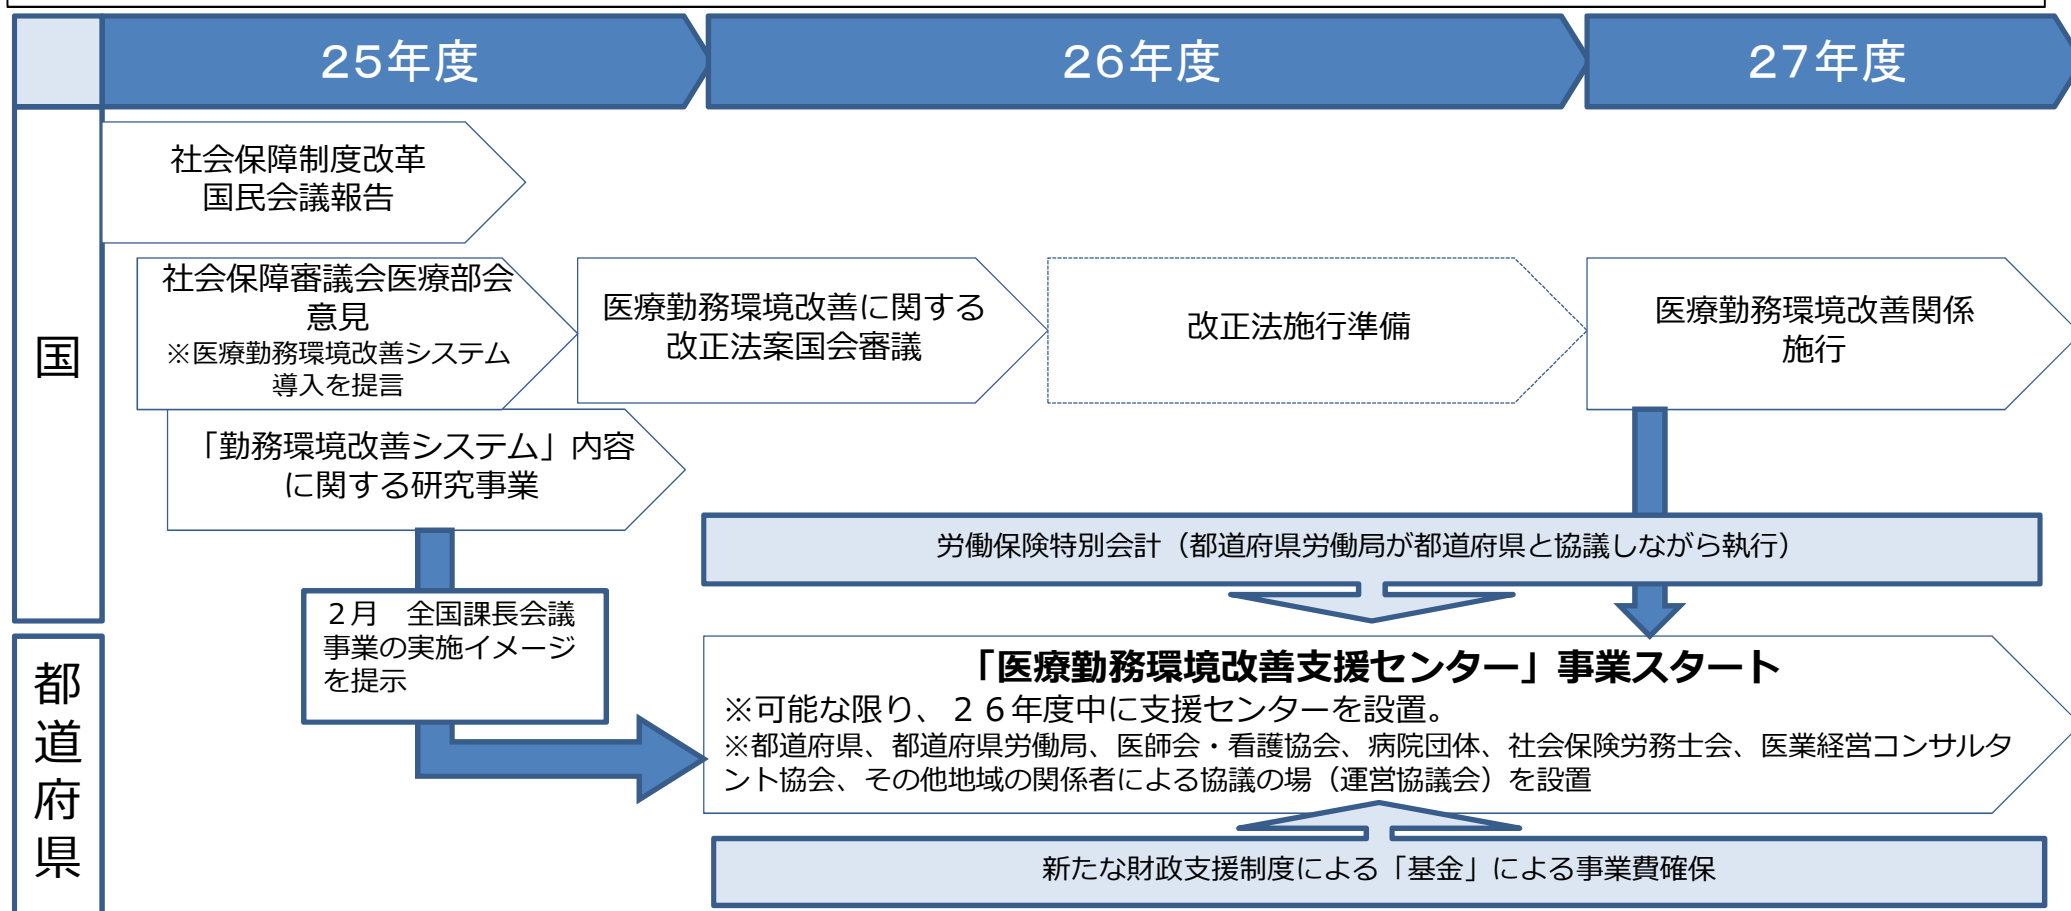 25年度
26年度
27年度
国
社会保障制度改革
国民会議報告
社会保障審議会医療部会
意見
※医療勤務環境改善システム
導入を提言
医療勤務環境改善に関する
改正法案国会審議
改正法施行準備
医療勤務環境改善関係
施行
「勤務環境改善システム」内容
に関する研究事業
労働保険特別会計（都道府県労働局が都道府県と協議しながら執行）
２月　全国課長会議
事業の実施イメージ
を提示
都道府県
「医療勤務環境改善支援センター」事業スタート
※可能な限り、２６年度中に支援センターを設置。
※都道府県、都道府県労働局、医師会・看護協会、病院団体、社会保険労務士会、医業経営コンサルタ
ント協会、その他地域の関係者による協議の場（運営協議会）を設置
新たな財政支援制度による「基金」による事業費確保